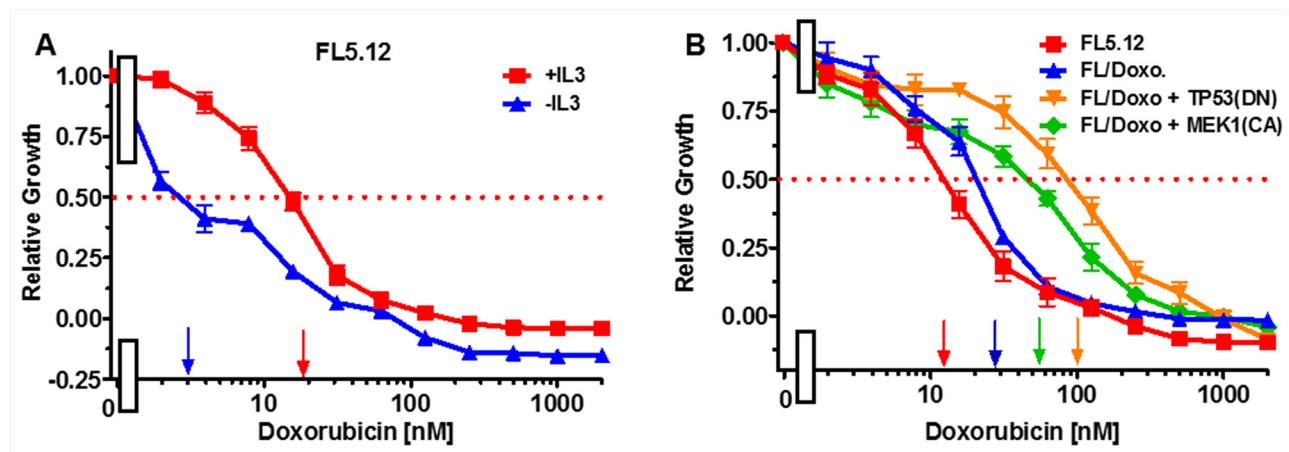 A
FL5.12
+IL3
-IL3
Relative Growth
1.00
0.75
0.50
0.25
0.00
-0.25
0
10
100
1000
Doxorubicin [nM]
B
FL5.12
FL/Doxo.
FL/Doxo + TP53(DN)
FL/Doxo + MEK1(CA)
Relative Growth
1.00
0.75
0.50
0.25
0.00
0
10
100
1000
Doxorubicin [nM]